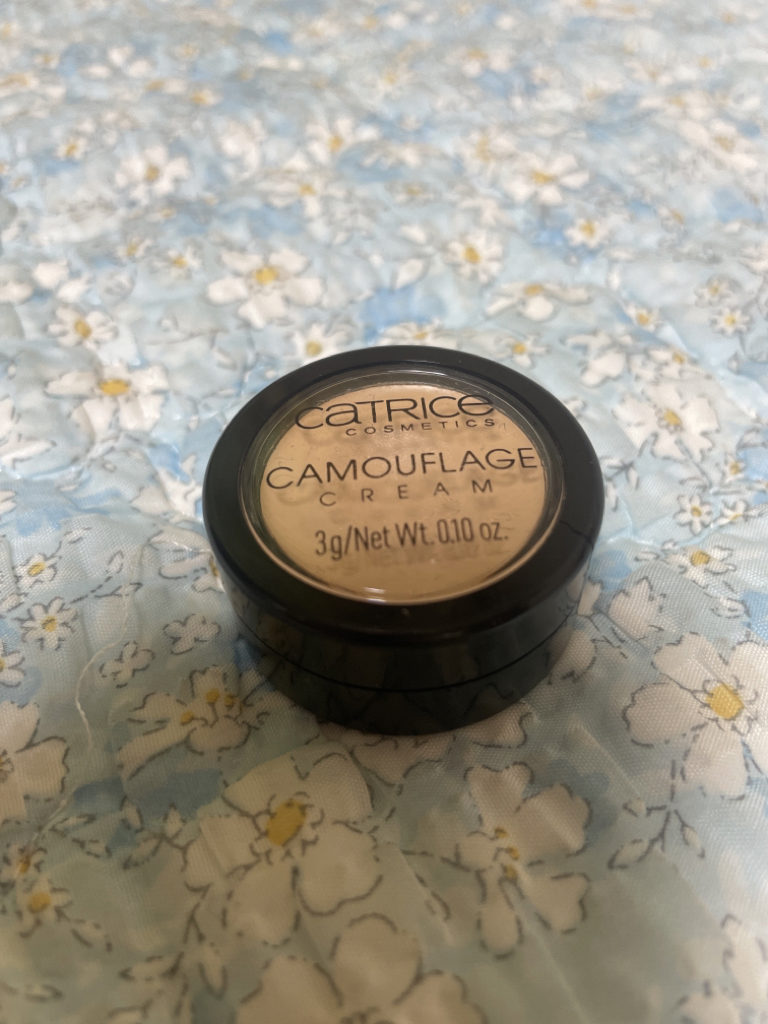 CATRICE
COSMETICS
CAMOUFLAGE
CREAM
3g/Net Wt. 0.10 oz.